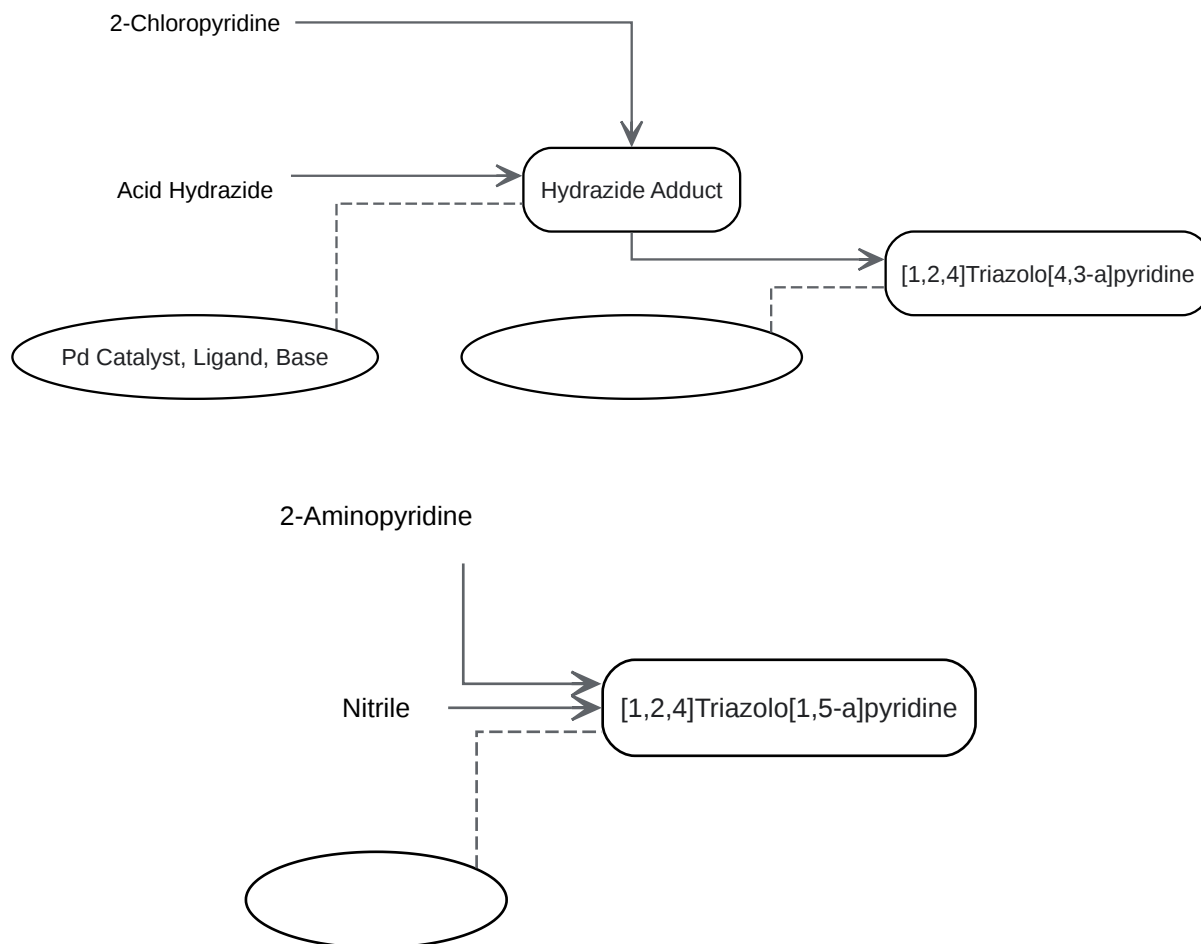 2-Chloropyridine
Acid Hydrazide
Hydrazide Adduct
[1,2,4]Triazolo[4,3-a]pyridine
Pd Catalyst, Ligand, Base
2-Aminopyridine
Nitrile
[1,2,4]Triazolo[1,5-a]pyridine